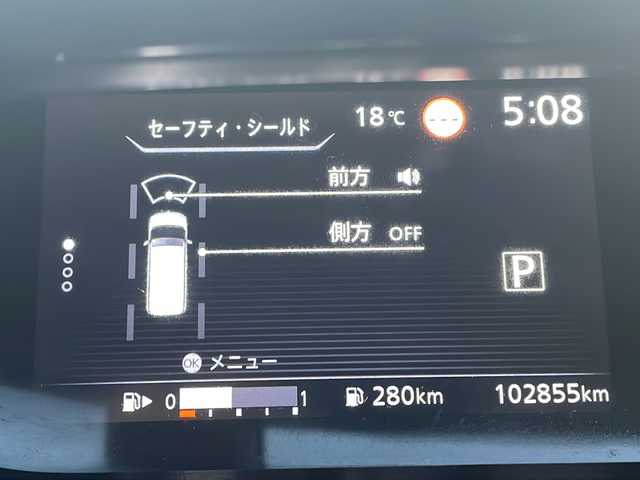 セーフティ・シールド 18℃ --- 5:08
前方
側方 OFF
P
OK メニュー
0 1 280km 102855km